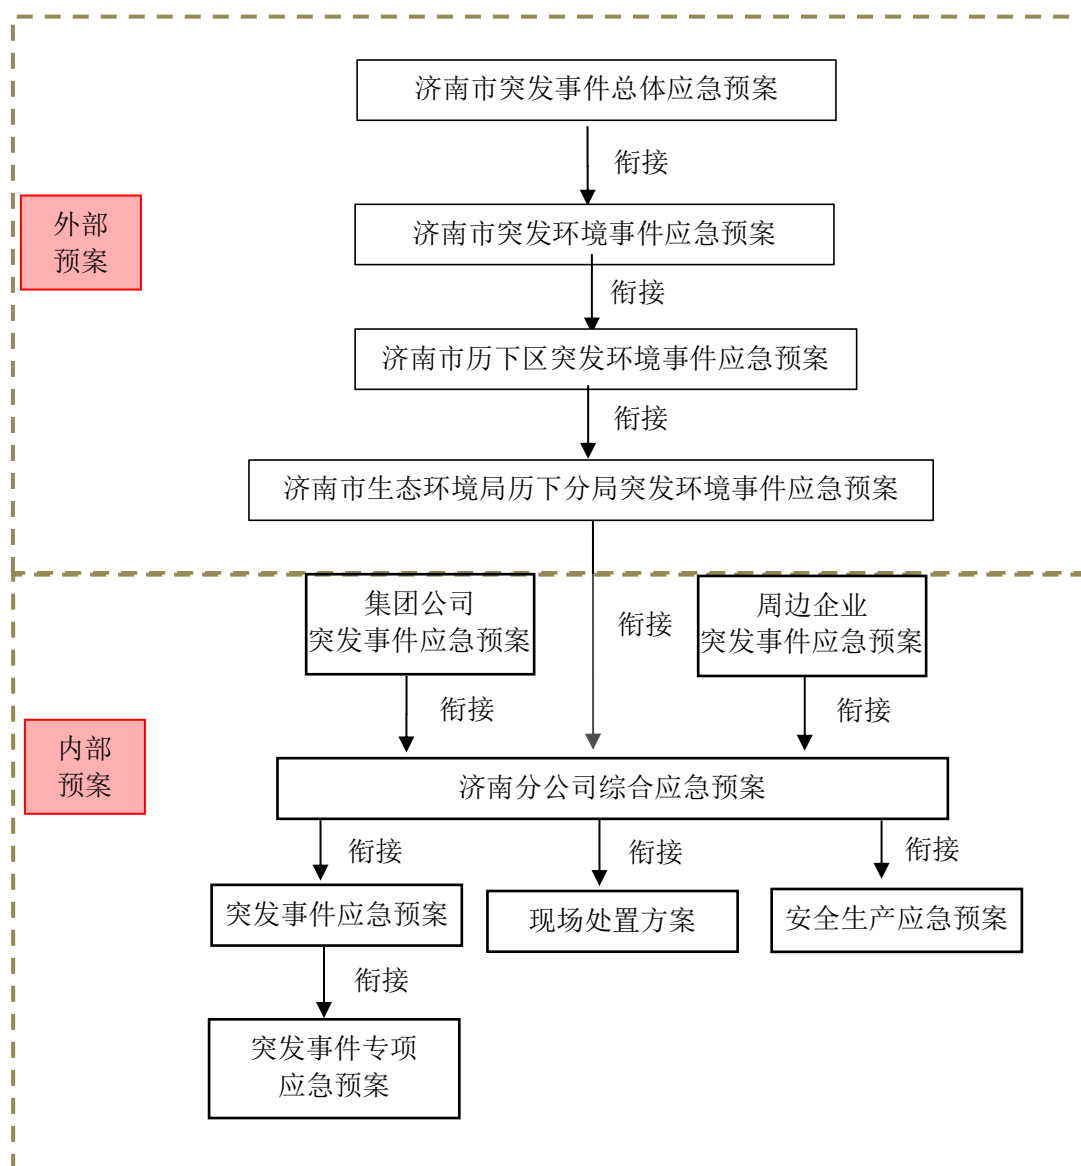 济南市突发事件总体应急预案
衔接
外部
预案
济南市突发环境事件应急预案
衔接
济南市历下区突发环境事件应急预案
衔接
济南市生态环境局历下分局突发环境事件应急预案
集团公司
突发事件应急预案
衔接
周边企业
突发事件应急预案
衔接
衔接
内部
预案
济南分公司综合应急预案
衔接
衔接
衔接
突发事件应急预案
现场处置方案
安全生产应急预案
衔接
突发事件专项
应急预案